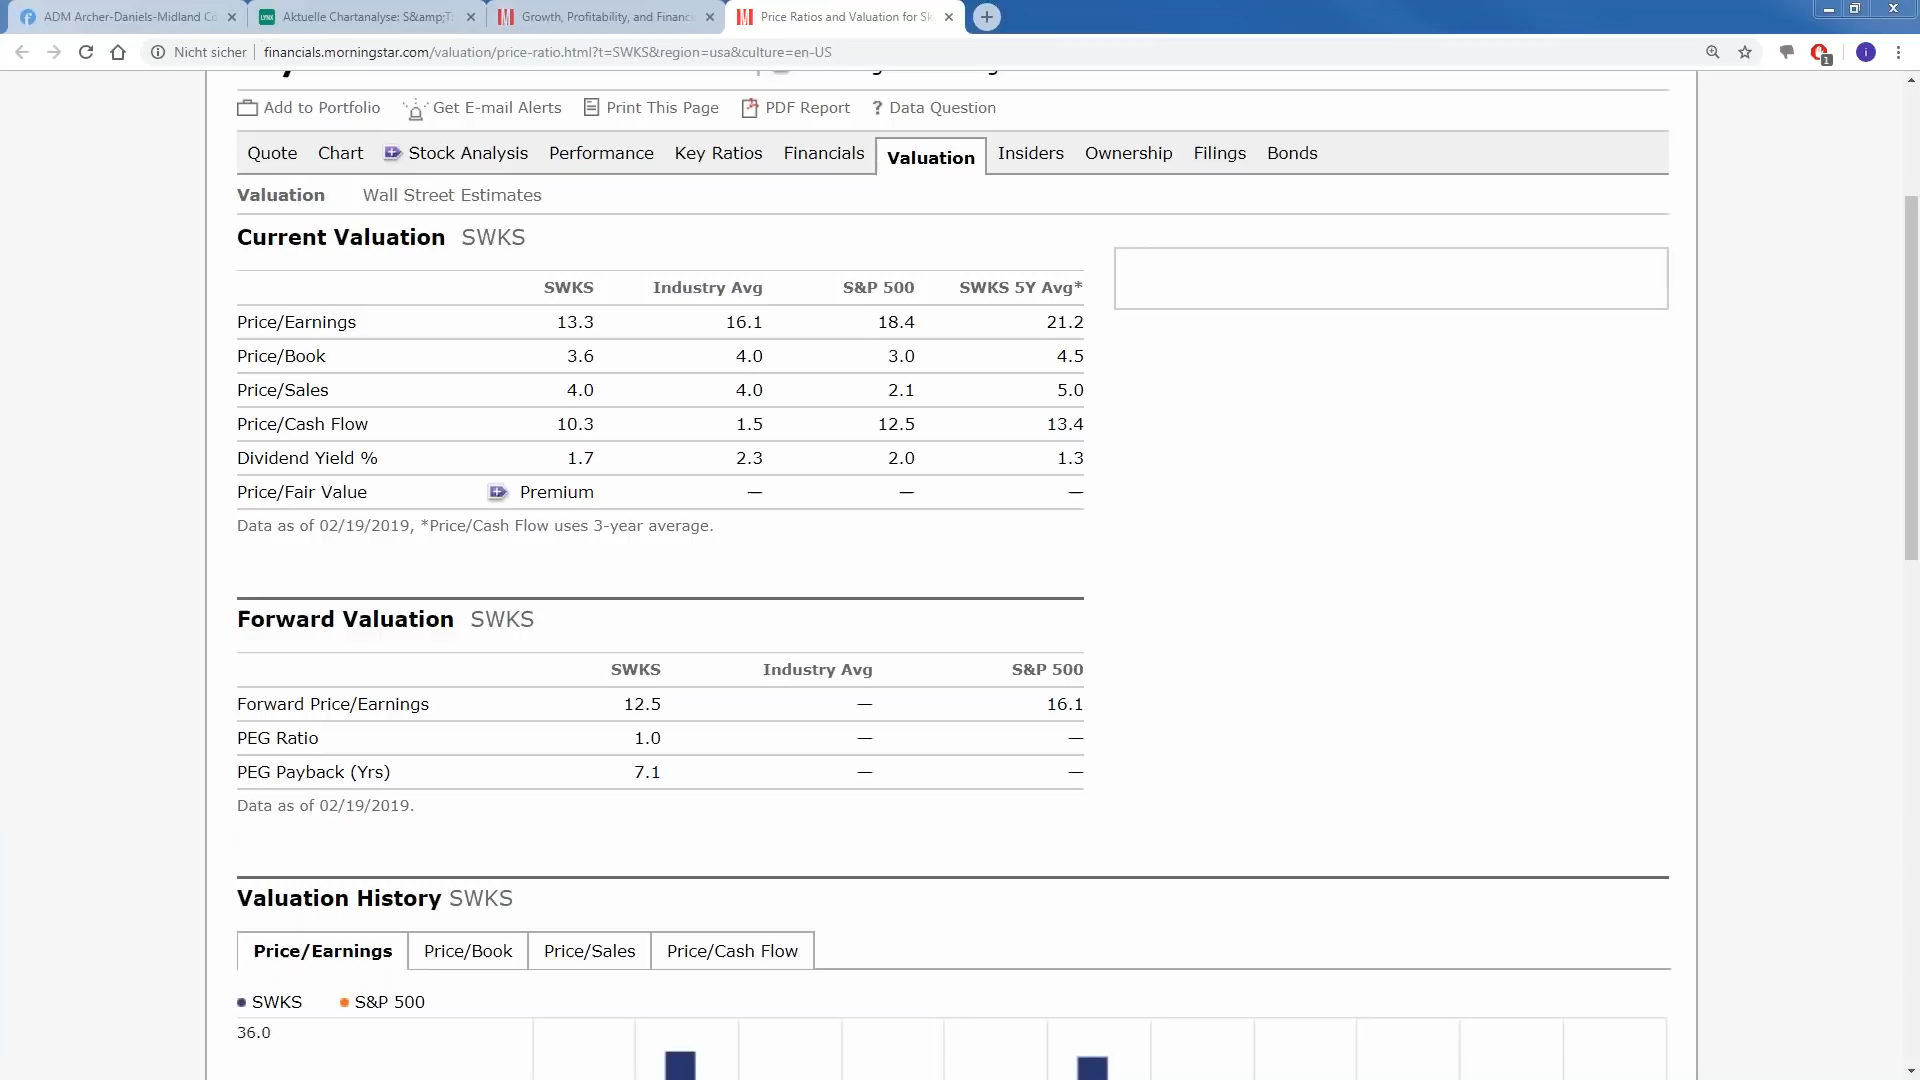 ADM Archer-Daniels-Midland Co
Aktuelle Chartanalyse: S&amp;T
Growth, Profitability, and Financi
Price Ratios and Valuation for Sk
Nicht sicher
financials.morningstar.com/valuation/price-ratio.html?t=SWKS&region=usa&culture=en-US
Add to Portfolio Get E-mail Alerts Print This Page PDF Report ? Data Question
Quote Chart Stock Analysis Performance Key Ratios Financials Valuation Insiders Ownership Filings Bonds
Valuation Wall Street Estimates
Current Valuation SWKS
SWKS Industry Avg S&P 500 SWKS 5Y Avg*
Price/Earnings 13.3 16.1 18.4 21.2
Price/Book 3.6 4.0 3.0 4.5
Price/Sales 4.0 4.0 2.1 5.0
Price/Cash Flow 10.3 1.5 12.5 13.4
Dividend Yield % 1.7 2.3 2.0 1.3
Price/Fair Value Premium — — —
Data as of 02/19/2019, *Price/Cash Flow uses 3-year average.
Forward Valuation SWKS
SWKS Industry Avg S&P 500
Forward Price/Earnings 12.5 — 16.1
PEG Ratio 1.0 — —
PEG Payback (Yrs) 7.1 — —
Data as of 02/19/2019.
Valuation History SWKS
Price/Earnings Price/Book Price/Sales Price/Cash Flow
SWKS S&P 500
36.0